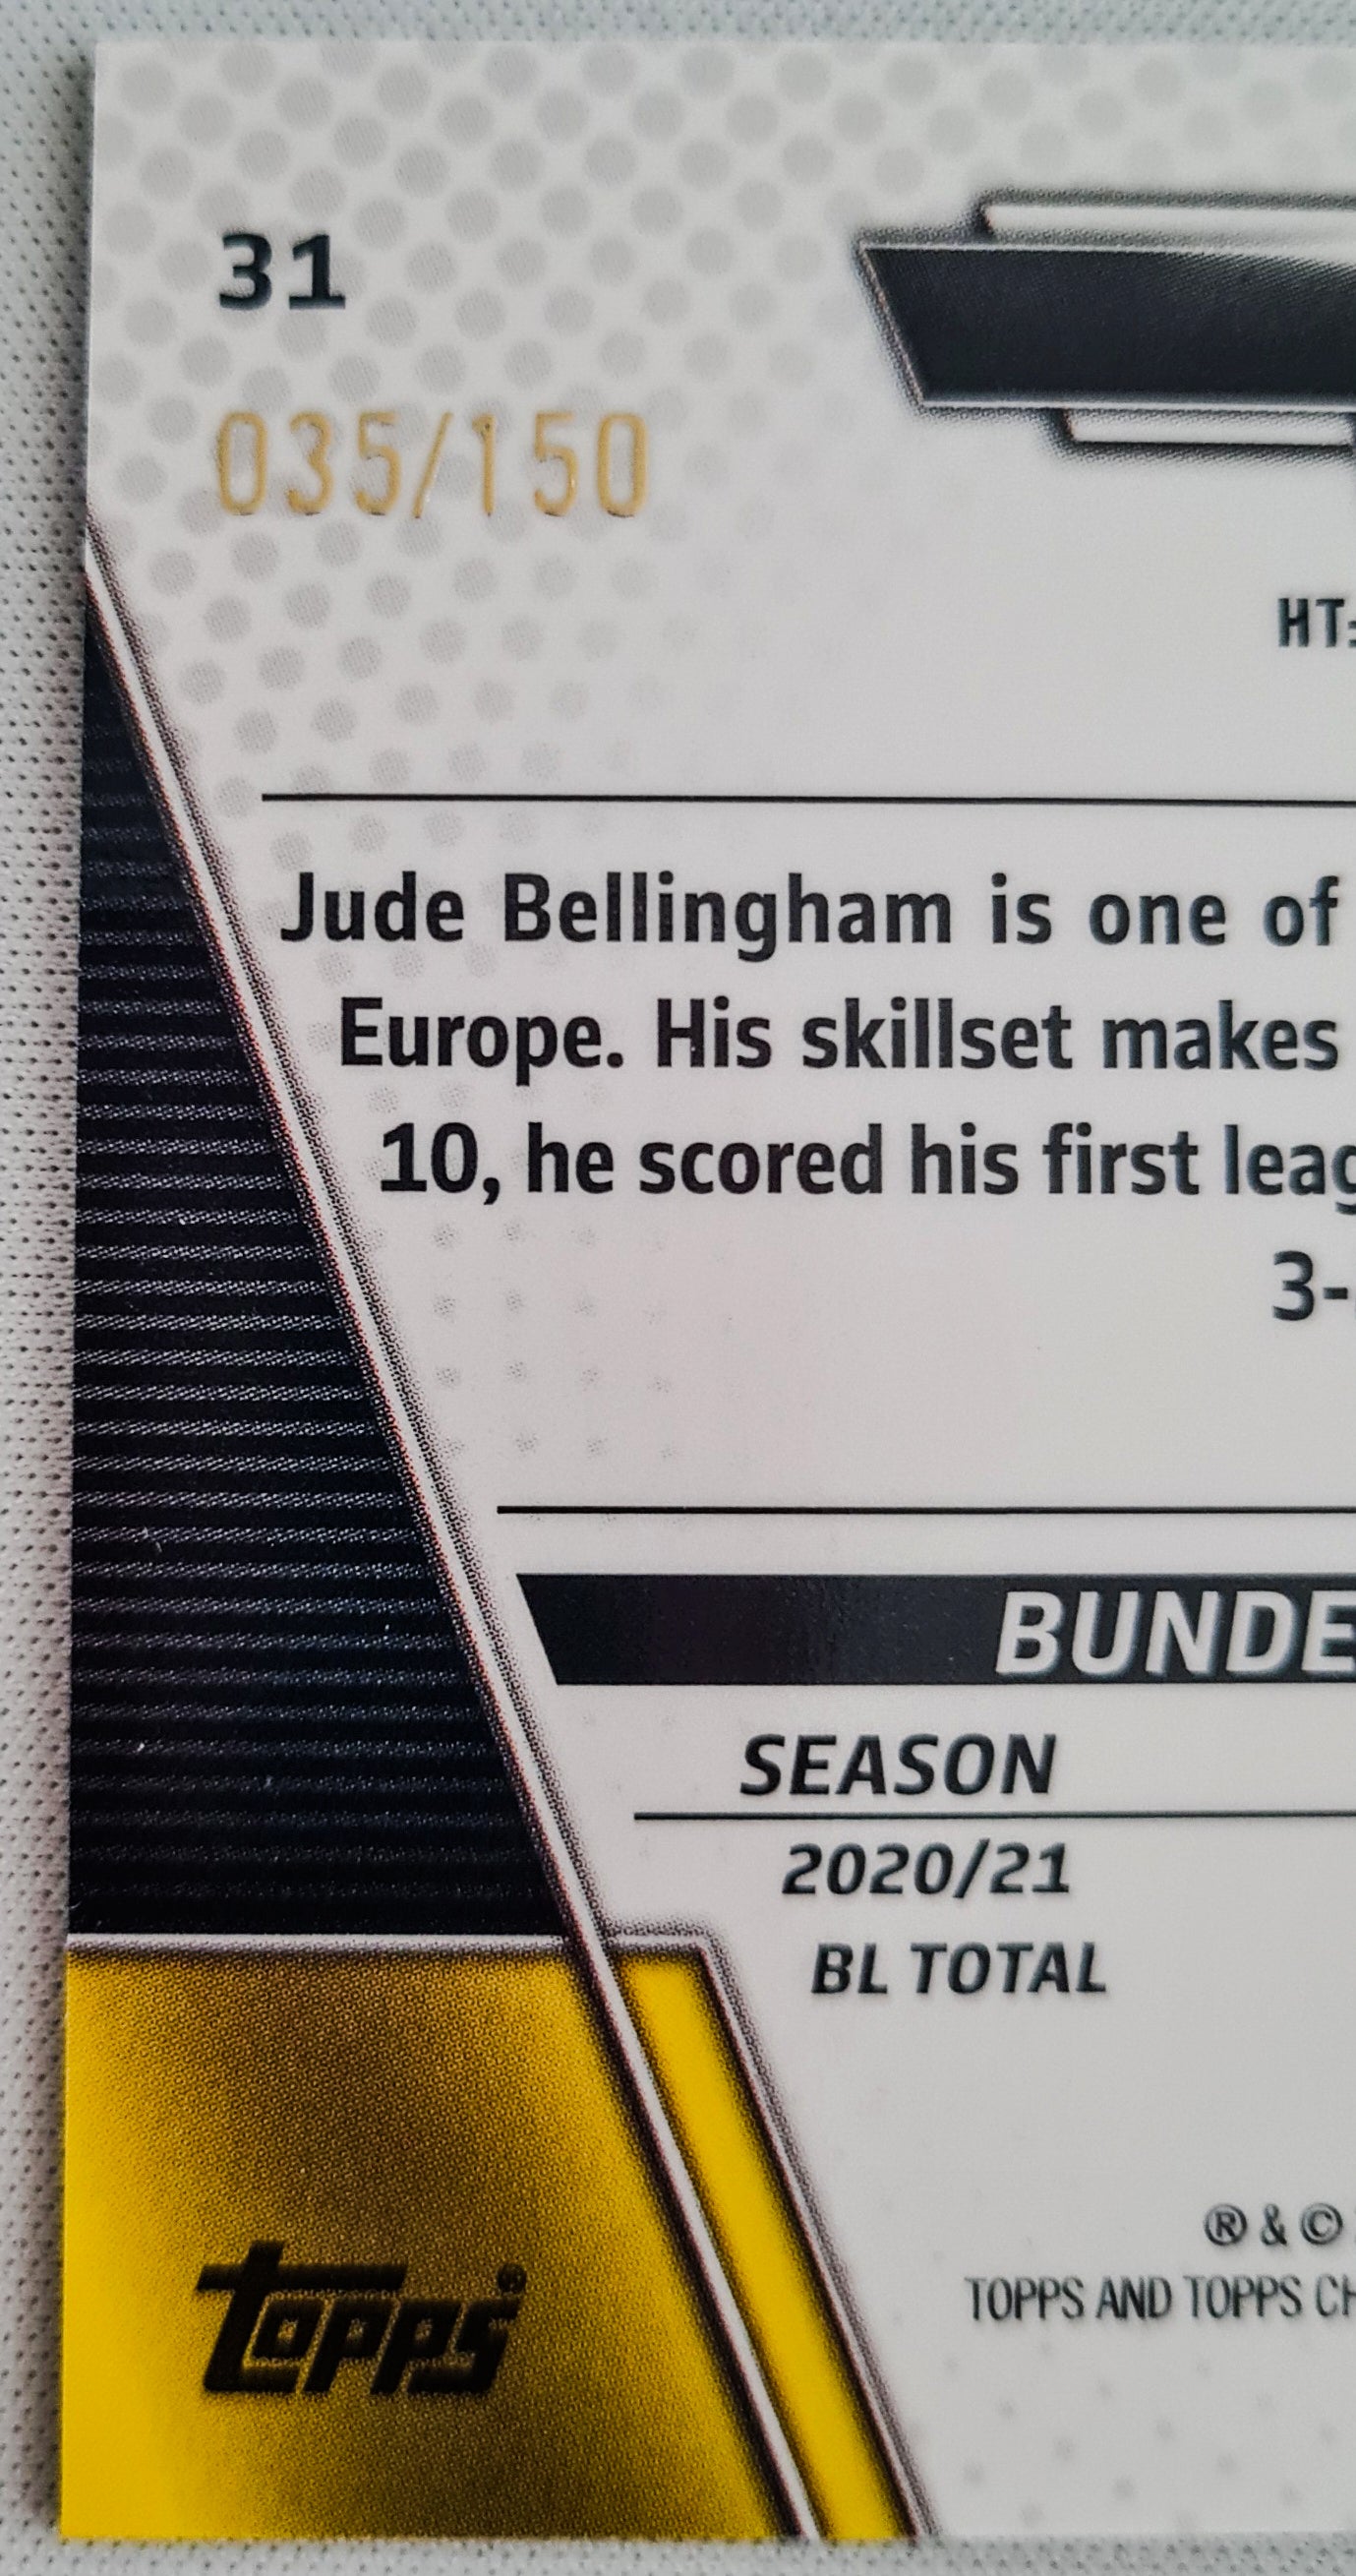 31
035/150
HT:
Jude Bellingham is one of
Europe. His skillset makes
10, he scored his first leag
3-
BUNDE
SEASON
2020/21
BL TOTAL
® & ©
TOPPS AND TOPPS CH
topps®